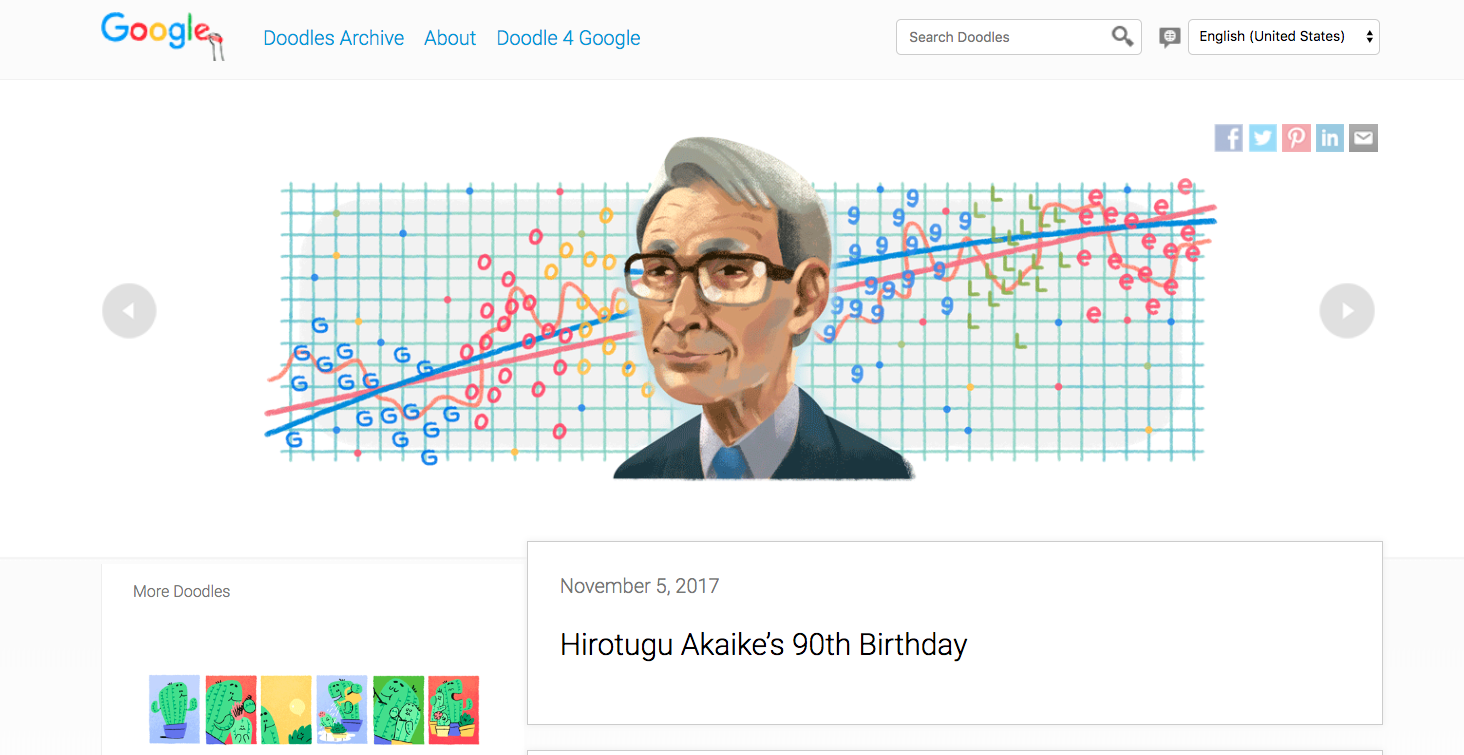 Google
Doodles Archive About Doodle 4 Google
Search Doodles
English (United States)
More Doodles
November 5, 2017
Hirotugu Akaike’s 90th Birthday